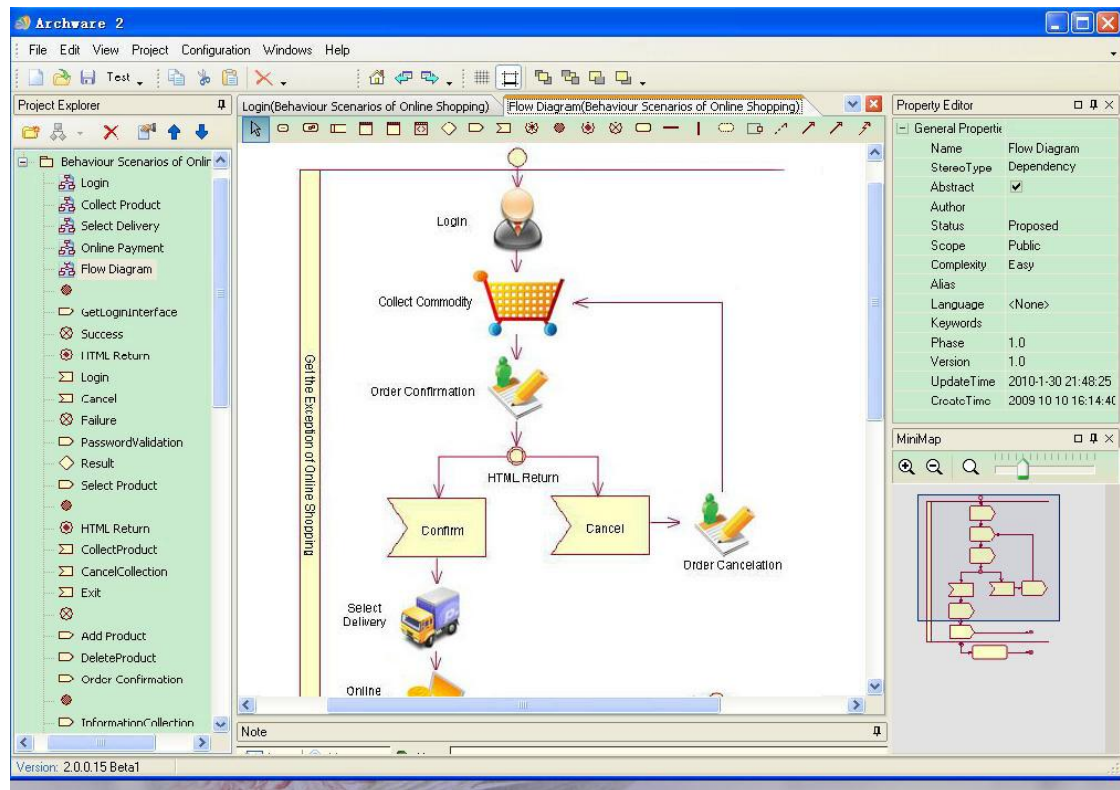 Archware 2
File Edit View Project Configuration Windows Help
Test
Project Explorer
Behaviour Scenarios of Onlin
Login
Collect Product
Select Delivery
Online Payment
Flow Diagram
GetLoginInterface
Success
HTML Return
Login
Cancel
Failure
PasswordValidation
Result
Select Product
HTML Return
CollectProduct
CancelCollection
Exit
Add Product
DeleteProduct
Order Confirmation
InformationCollection
Login(Behaviour Scenarios of Online Shopping) Flow Diagram(Behaviour Scenarios of Online Shopping)
Get the Exception of Online Shopping
Login
Collect Commodity
Order Confirmation
HTML Return
Confirm
Cancel
Order Cancelation
Select
Delivery
Online
Note
Property Editor
General Propertie
Name Flow Diagram
StereoType Dependency
Abstract
Author
Status Proposed
Scope Public
Complexity Easy
Alias
Language <None>
Keywords
Phase 1.0
Version 1.0
UpdateTime 2010-1-30 21:48:25
CreateTime 2009 10 10 16:14:40
MiniMap
Version: 2.0.0.15 Beta1